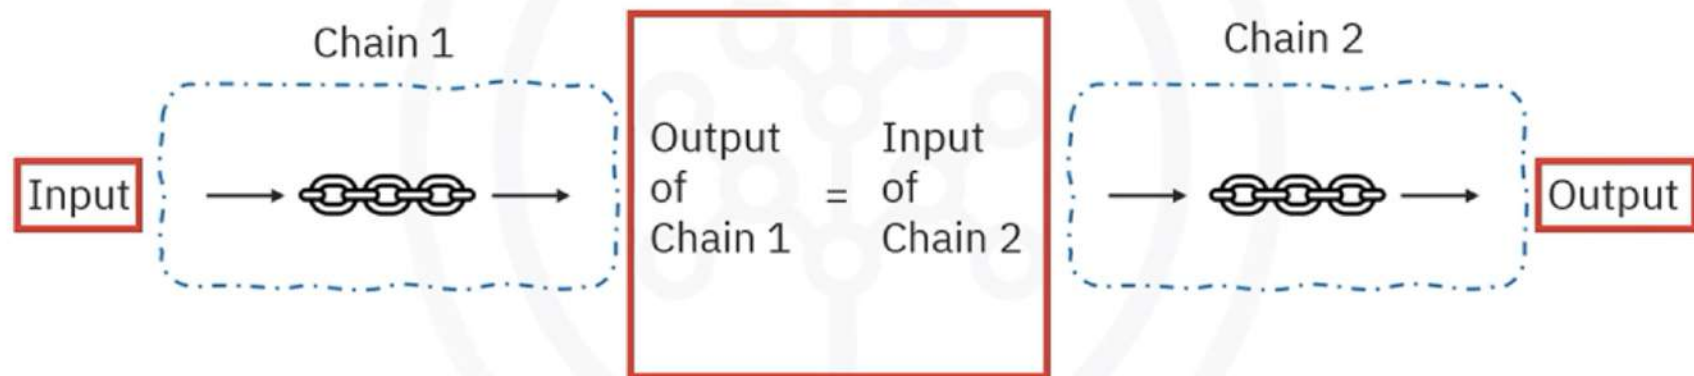 Chain 1
Input
Output
of
Chain 1
=
Input
of
Chain 2
Chain 2
Output